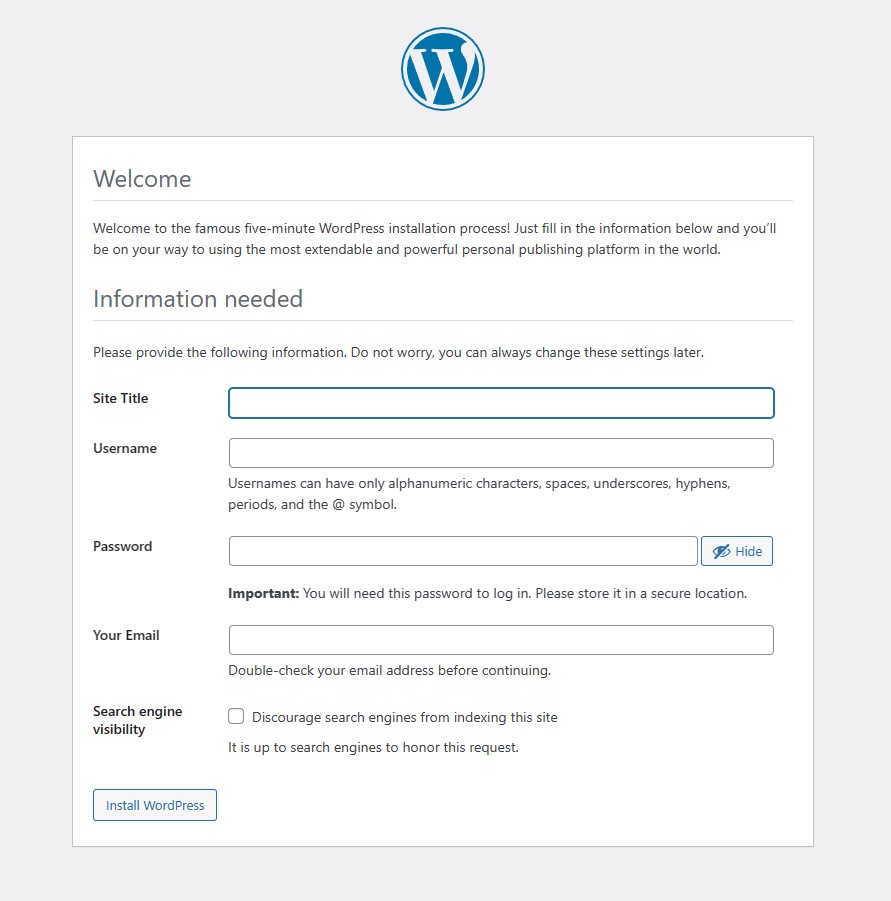 Welcome
Welcome to the famous five-minute WordPress installation process! Just fill in the information below and you’ll
be on your way to using the most extendable and powerful personal publishing platform in the world.
Information needed
Please provide the following information. Do not worry, you can always change these settings later.
Site Title
Username
Usernames can have only alphanumeric characters, spaces, underscores, hyphens,
periods, and the @ symbol.
Password
Hide
Important: You will need this password to log in. Please store it in a secure location.
Your Email
Double-check your email address before continuing.
Search engine
visibility
Discourage search engines from indexing this site
It is up to search engines to honor this request.
Install WordPress